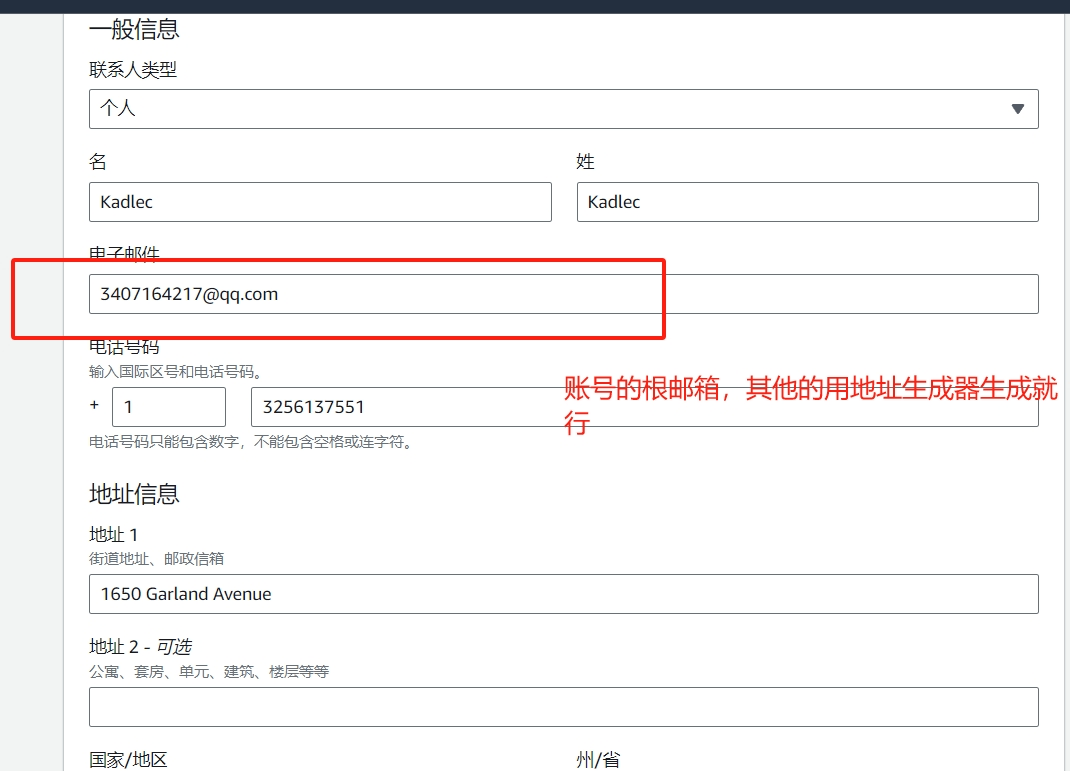 一般信息
联系人类型
个人
名 姓
Kadlec Kadlec
电子邮件
3407164217@qq.com
电话号码
输入国际区号和电话号码。
+ 1 3256137551
账号的根邮箱，其他的用地址生成器生成就
行
电话号码只能包含数字，不能包含空格或连字符。
地址信息
地址 1
街道地址、邮政信箱
1650 Garland Avenue
地址 2 - 可选
公寓、套房、单元、建筑、楼层等等
国家/地区 州/省